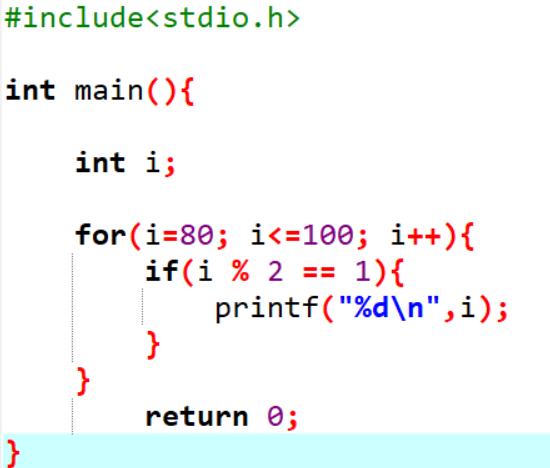 #include<stdio.h>
int main(){
int i;
for(i=80; i<=100; i++){
if(i % 2 == 1){
printf("%d\n",i);
}
}
return 0;
}